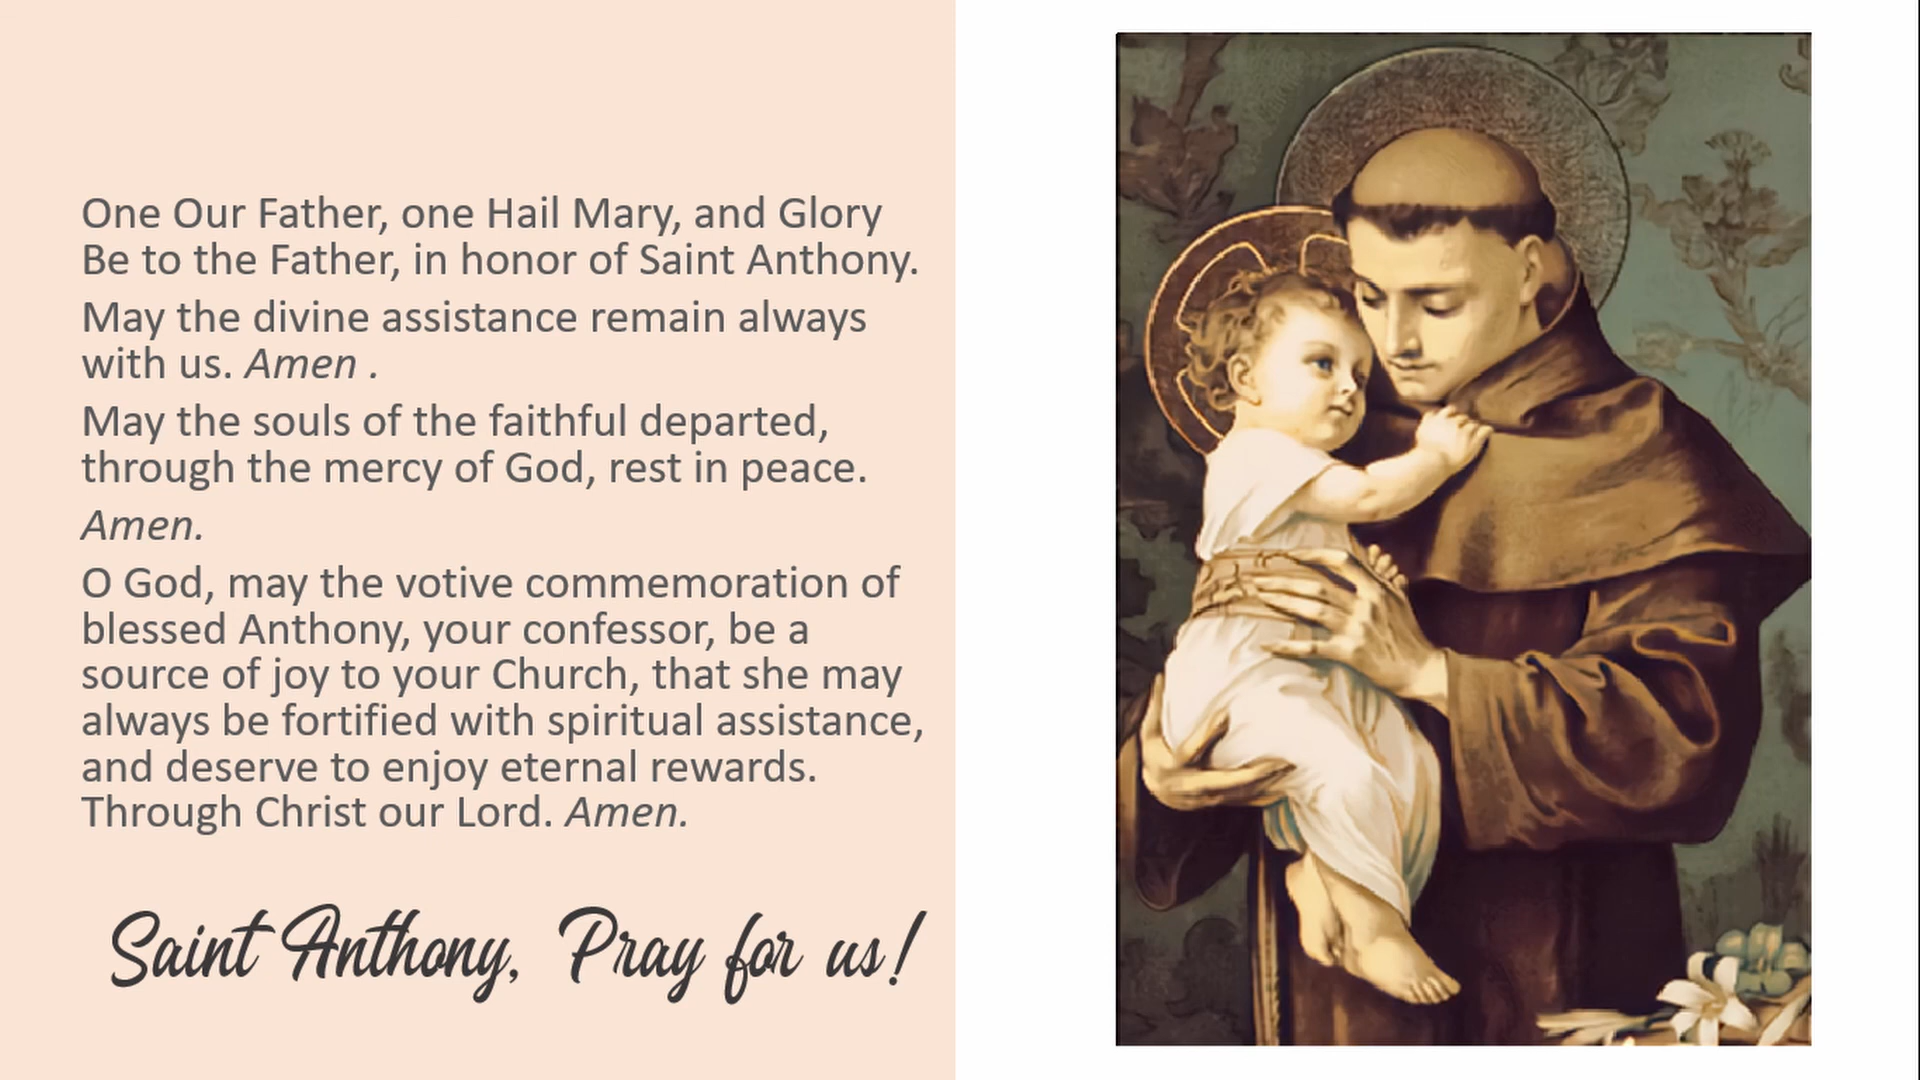 One Our Father, one Hail Mary, and Glory
Be to the Father, in honor of Saint Anthony.
May the divine assistance remain always
with us. Amen .
May the souls of the faithful departed,
through the mercy of God, rest in peace.
Amen.
O God, may the votive commemoration of
blessed Anthony, your confessor, be a
source of joy to your Church, that she may
always be fortified with spiritual assistance,
and deserve to enjoy eternal rewards.
Through Christ our Lord. Amen.
Saint Anthony, Pray for us!